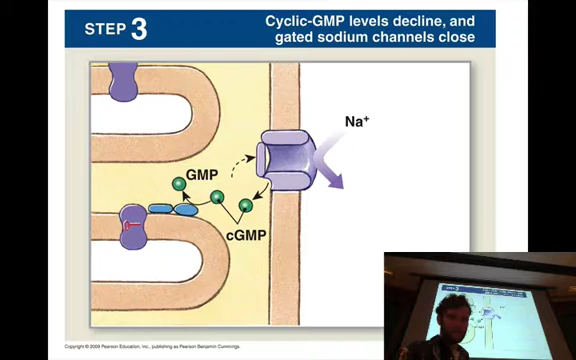 STEP 3
Cyclic-GMP levels decline, and
gated sodium channels close
Na+
GMP
cGMP
Copyright © 2009 Pearson Education, Inc., publishing as Pearson Benjamin Cummings.